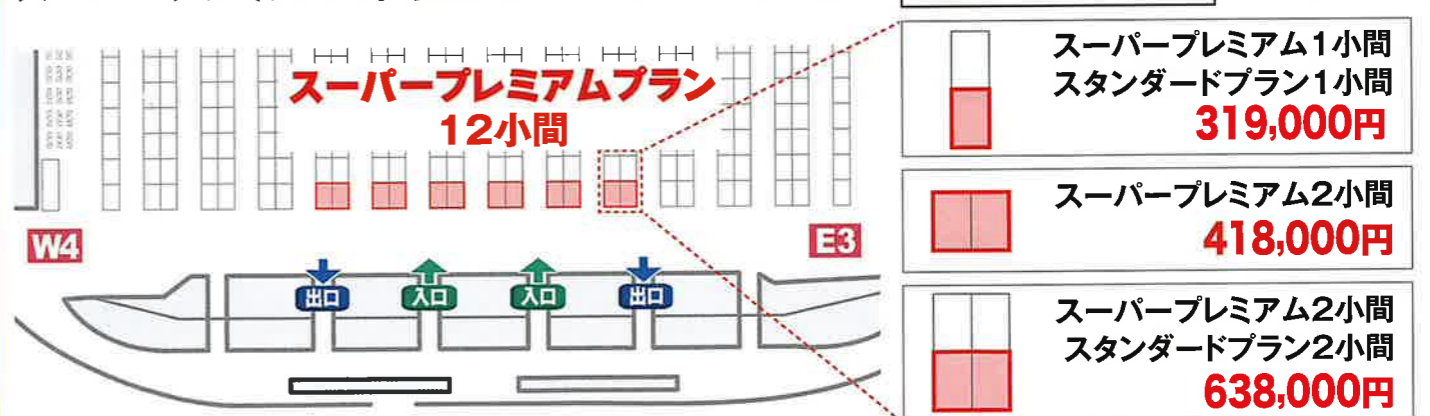 スーパープレミアムプラン
12小間
W4
E3
出口
入口
入口
出口
スーパープレミアム1小間
スタンダードプラン1小間
319,000円
スーパープレミアム2小間
418,000円
スーパープレミアム2小間
スタンダードプラン2小間
638,000円